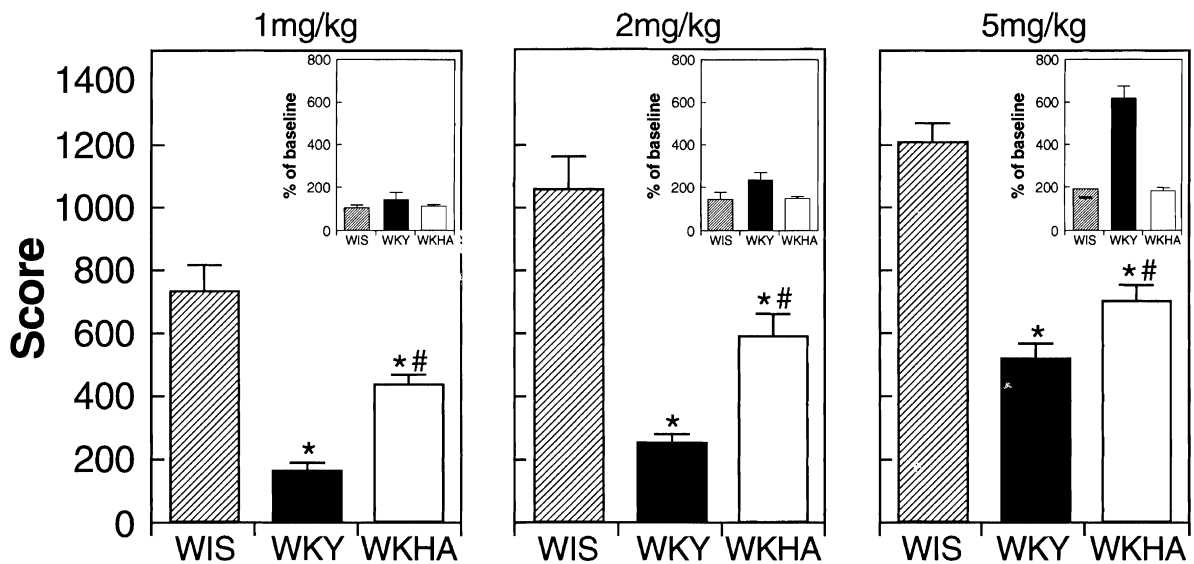 1mg/kg 2mg/kg 5mg/kg
Score
1400
1200
1000
800
600
400
200
0
% of baseline
800
600
400
200
0
WIS WKY WKHA
% of baseline
800
600
400
200
0
WIS WKY WKHA
% of baseline
800
600
400
200
0
WIS WKY WKHA
* *#
* *#
* *#
WIS WKY WKHA
WIS WKY WKHA
WIS WKY WKHA